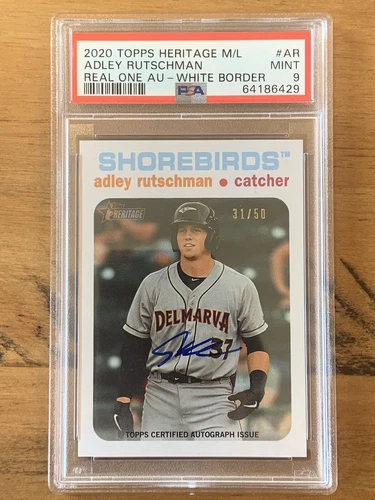 2020 TOPPS HERITAGE M/L #AR
ADLEY RUTSCHMAN MINT
REAL ONE AU - WHITE BORDER 9
PSA 64186429
SHOREBIRDS™
adley rutschman • catcher
HERITAGE 31/50
DELMARVA
37
TOPPS CERTIFIED AUTOGRAPH ISSUE